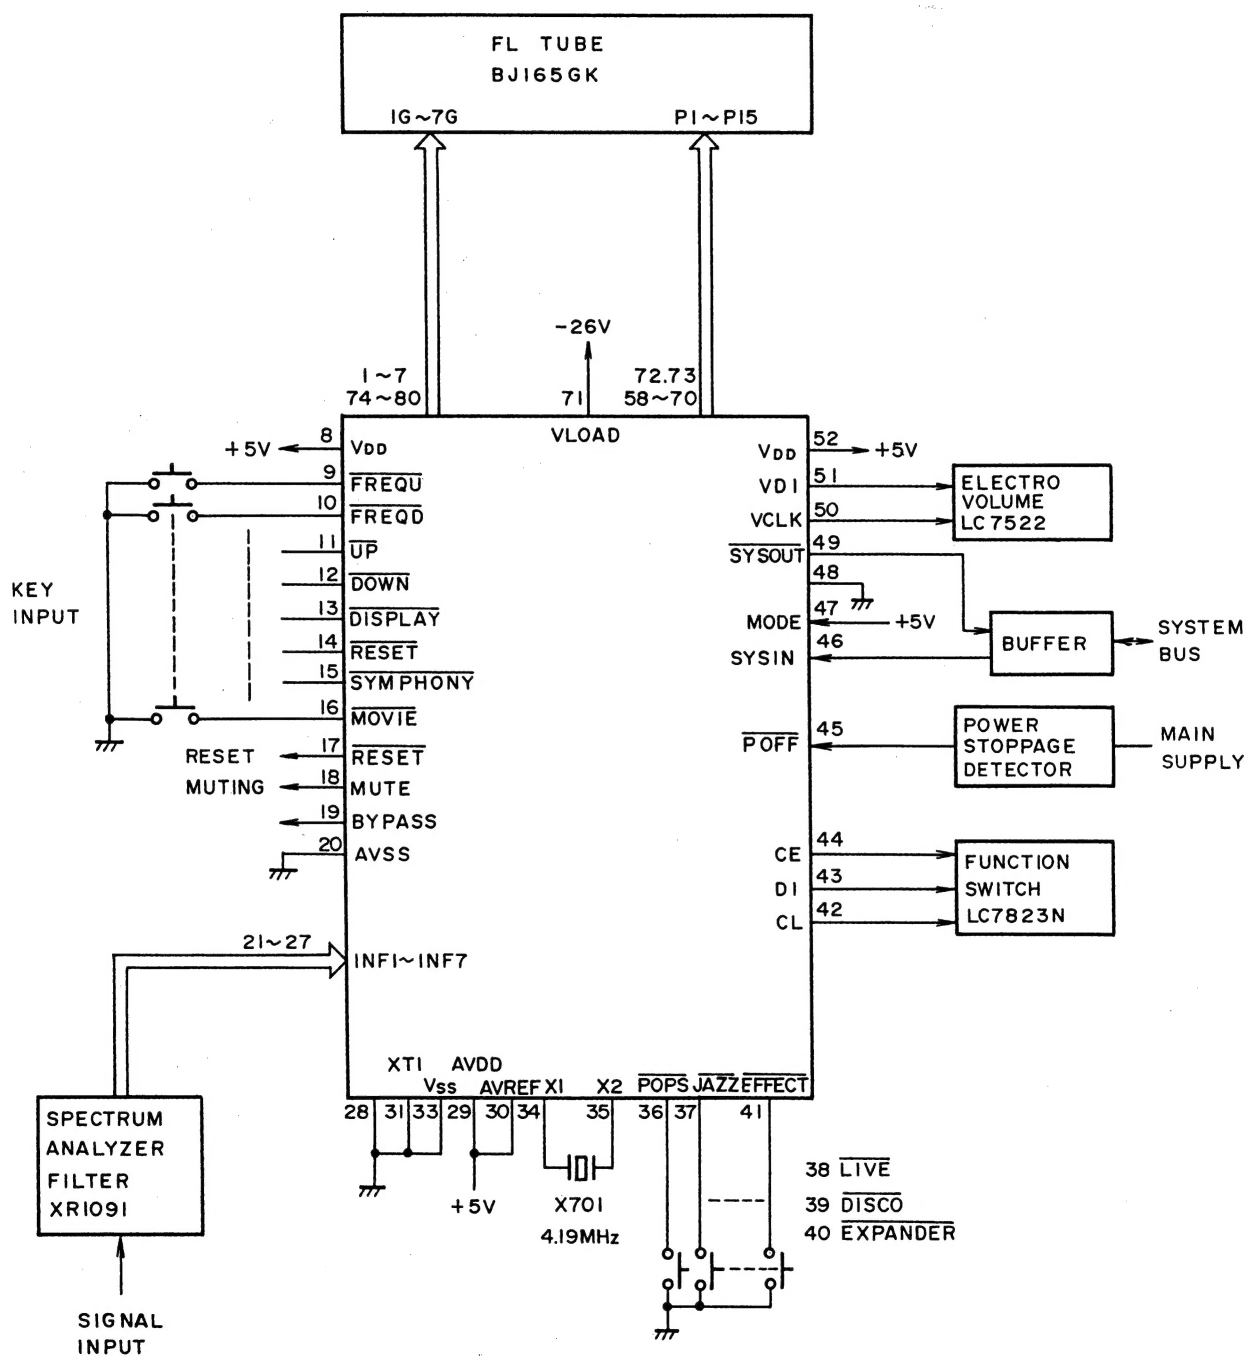 FL TUBE
BJ165GK
1G~7G
P1~P15
-26V
1~7
74~80
71
72.73
58~70
VLOAD
+5V
8
VDD
9
FREQU
10
FREQD
11
UP
12
DOWN
13
DISPLAY
14
RESET
15
SYMPHONY
16
MOVIE
KEY
INPUT
RESET
17
RESET
MUTING
18
MUTE
19
BYPASS
20
AVSS
21~27
INF1~INF7
VDD
52
+5V
VDI
51
VCLK
50
ELECTRO
VOLUME
LC7522
SYSOUT
49
48
MODE
47
+5V
SYSIN
46
BUFFER
SYSTEM
BUS
POFF
45
POWER
STOPPAGE
DETECTOR
MAIN
SUPPLY
CE
44
DI
43
CL
42
FUNCTION
SWITCH
LC7823N
XT1
AVDD
VSS
AVREF
X1
X2
POPS
JAZZ
EFFECT
28
31
33
29
30
34
35
36
37
41
+5V
X701
4.19MHz
38 LIVE
39 DISCO
40 EXPANDER
SPECTRUM
ANALYZER
FILTER
XR1091
SIGNAL
INPUT